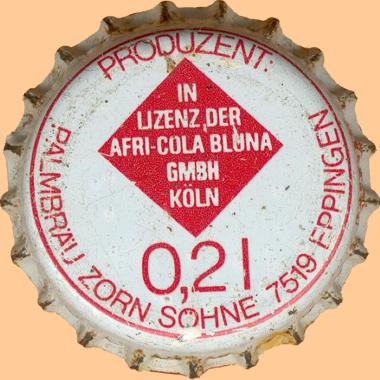 PRODUZENT:
IN
LIZENZ DER
AFRI-COLA BLUNA
GMBH
KÖLN
0,2 l
PALMBRÄU ZORN SÖHNE 7519 EPPINGEN